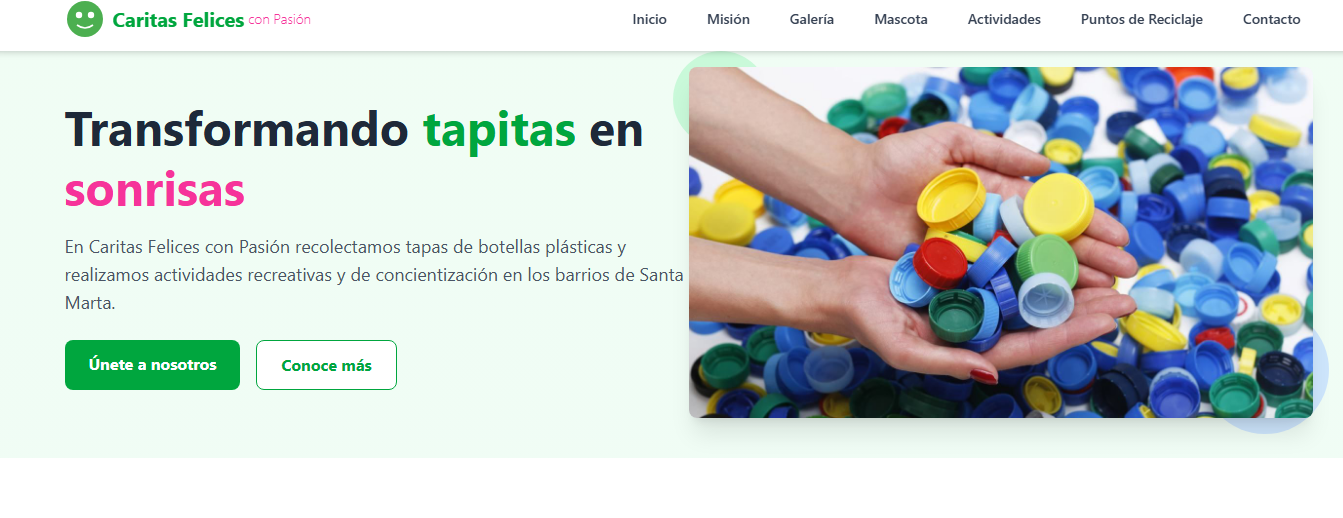 Caritas Felices con Pasión
Inicio Misión Galería Mascota Actividades Puntos de Reciclaje Contacto
Transformando tapitas en
sonrisas
En Caritas Felices con Pasión recolectamos tapas de botellas plásticas y
realizamos actividades recreativas y de concientización en los barrios de Santa
Marta.
Únete a nosotros
Conoce más